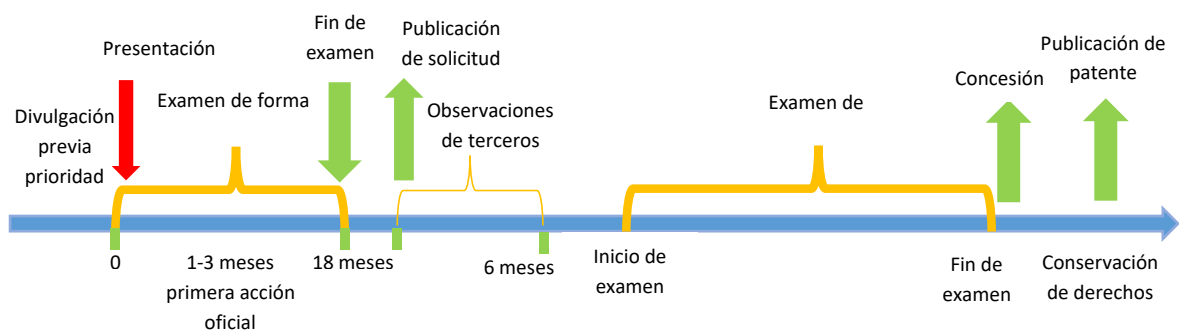 Presentación
Divulgación
previa
prioridad
Examen de forma
Fin de
examen
Publicación
de solicitud
Observaciones
de terceros
Examen de
Concesión
Publicación de
patente
0
1-3 meses
primera acción
oficial
18 meses
6 meses
Inicio de
examen
Fin de
examen
Conservación
de derechos